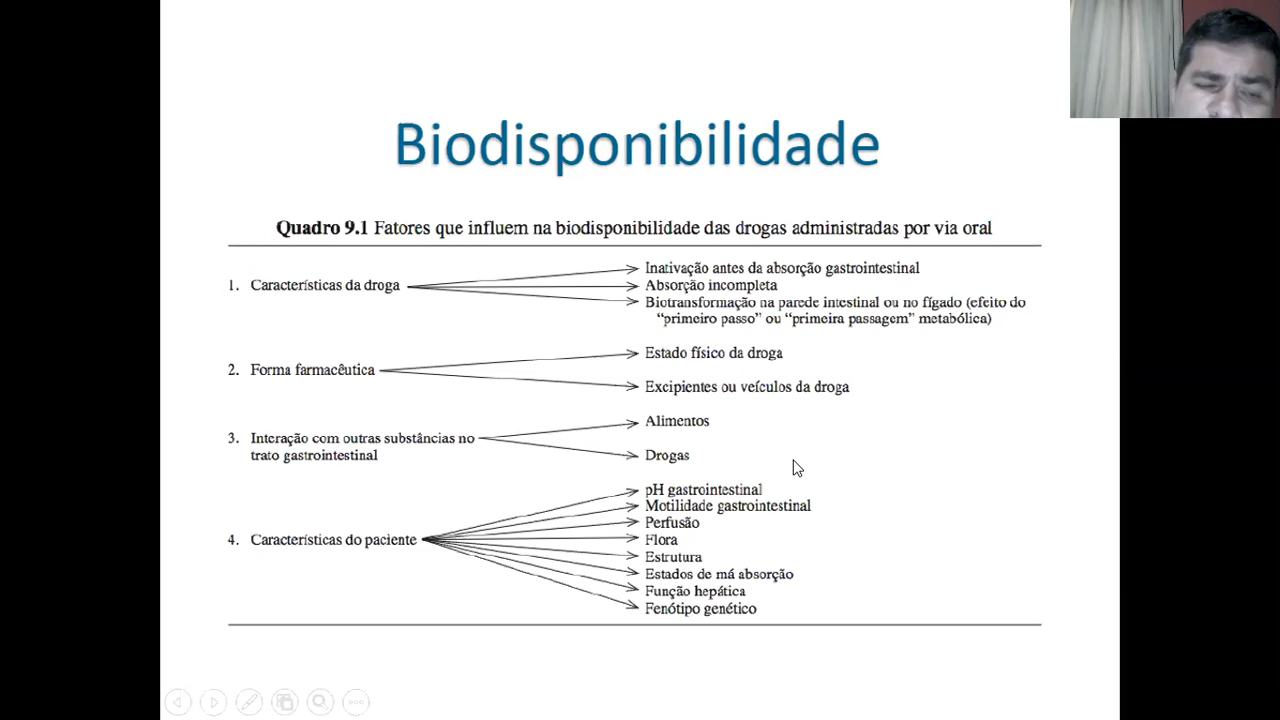 Biodisponibilidade
Quadro 9.1 Fatores que influem na biodisponibilidade das drogas administradas por via oral
1. Características da droga
Inativação antes da absorção gastrointestinal
Absorção incompleta
Biotransformação na parede intestinal ou no fígado (efeito do
“primeiro passo” ou “primeira passagem” metabólica)
2. Forma farmacêutica
Estado físico da droga
Excipientes ou veículos da droga
3. Interação com outras substâncias no
trato gastrointestinal
Alimentos
Drogas
4. Características do paciente
pH gastrointestinal
Motilidade gastrointestinal
Perfusão
Flora
Estrutura
Estados de má absorção
Função hepática
Fenótipo genético